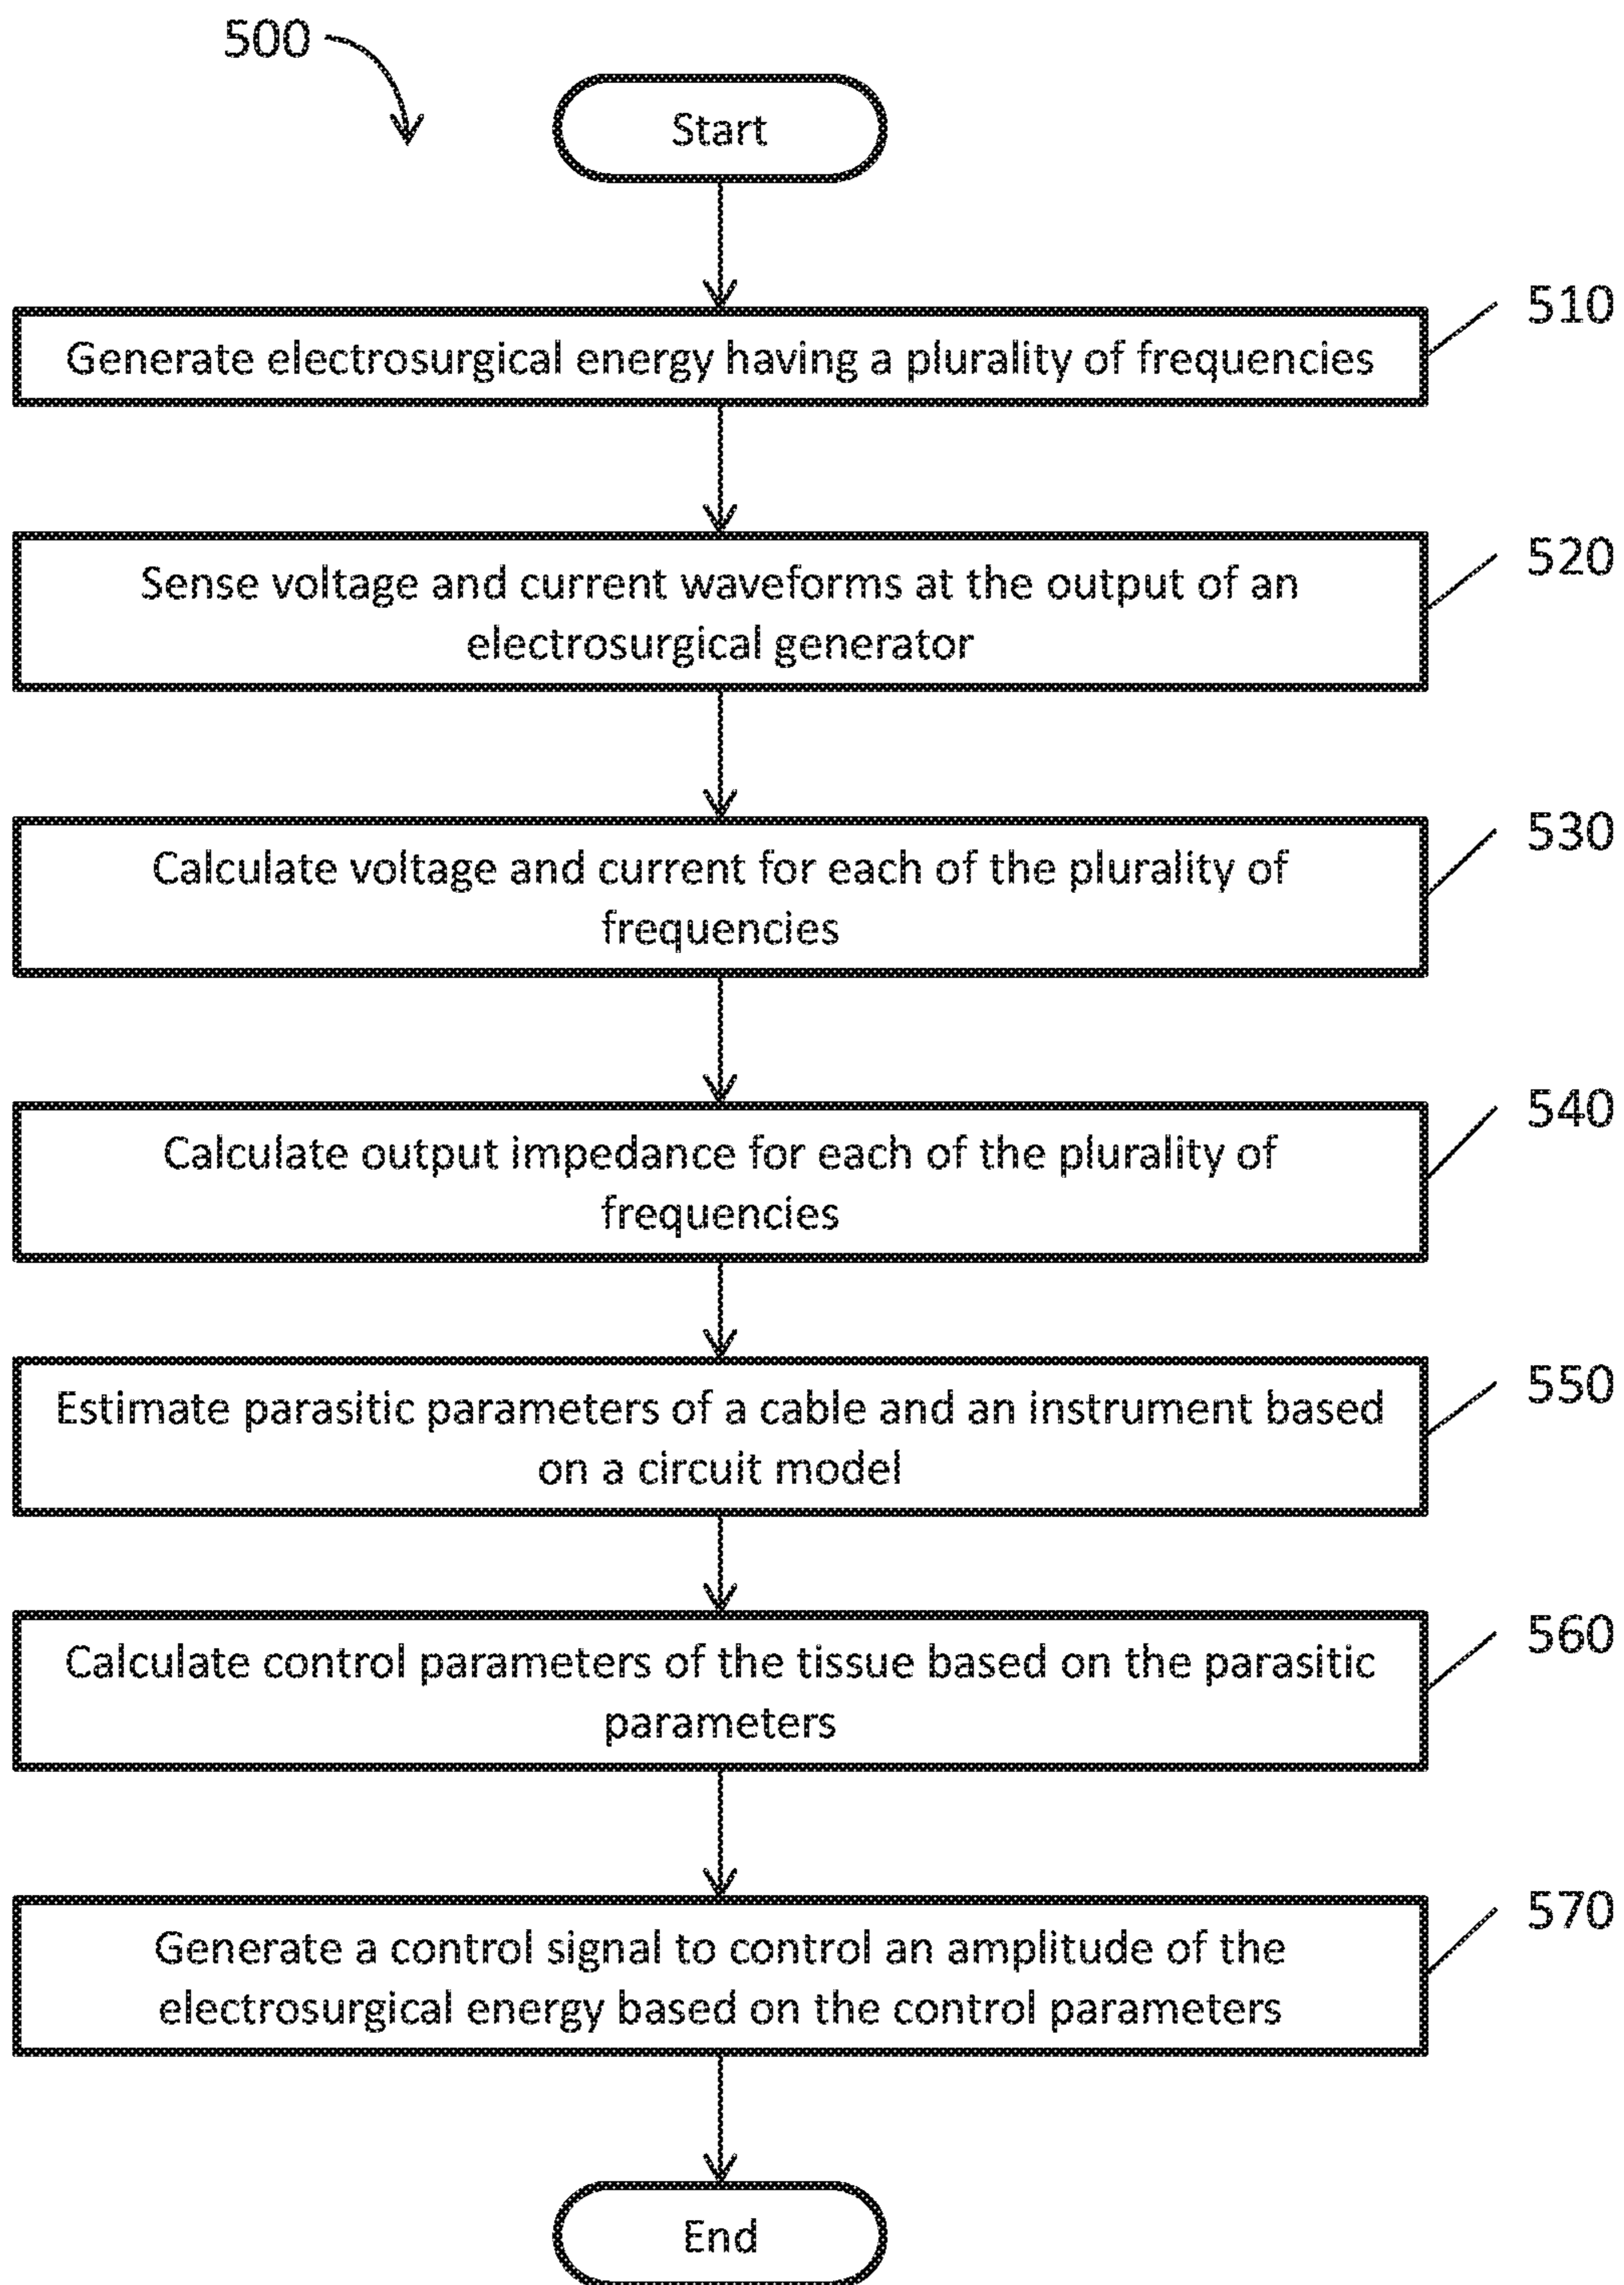 500
Start
510
Generate electrosurgical energy having a plurality of frequencies
520
Sense voltage and current waveforms at the output of an
electrosurgical generator
530
Calculate voltage and current for each of the plurality of
frequencies
540
Calculate output impedance for each of the plurality of
frequencies
550
Estimate parasitic parameters of a cable and an instrument based
on a circuit model
560
Calculate control parameters of the tissue based on the parasitic
parameters
570
Generate a control signal to control an amplitude of the
electrosurgical energy based on the control parameters
End